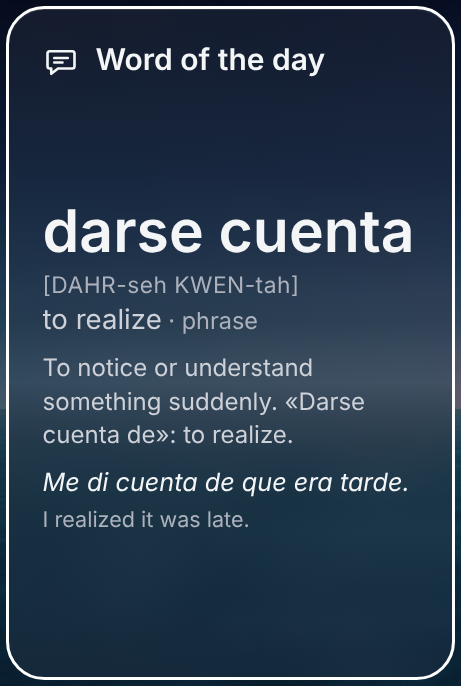 Word of the day
darse cuenta
[DAHR-seh KWEN-tah]
to realize · phrase
To notice or understand
something suddenly. «Darse
cuenta de»: to realize.
Me di cuenta de que era tarde.
I realized it was late.